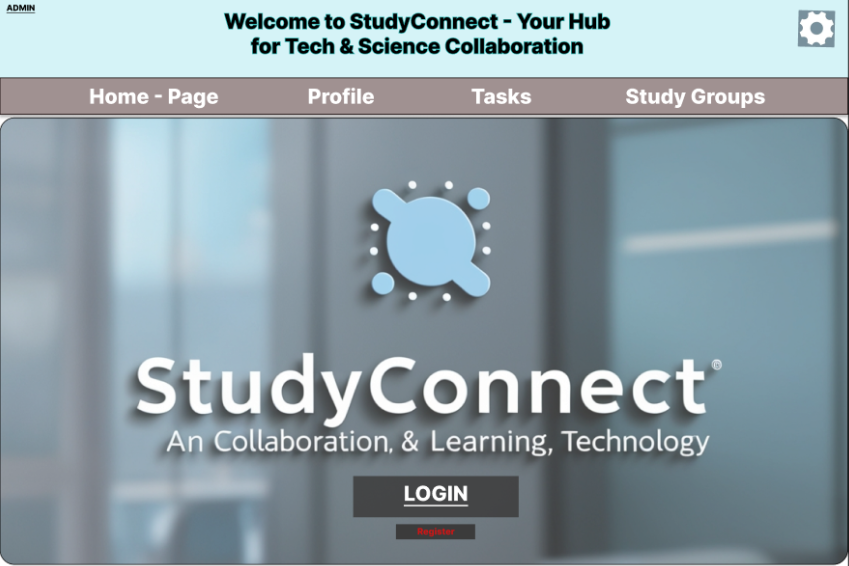 ADMIN
Welcome to StudyConnect - Your Hub
for Tech & Science Collaboration
Home - Page Profile Tasks Study Groups
StudyConnect©
An Collaboration, & Learning, Technology
LOGIN
Register